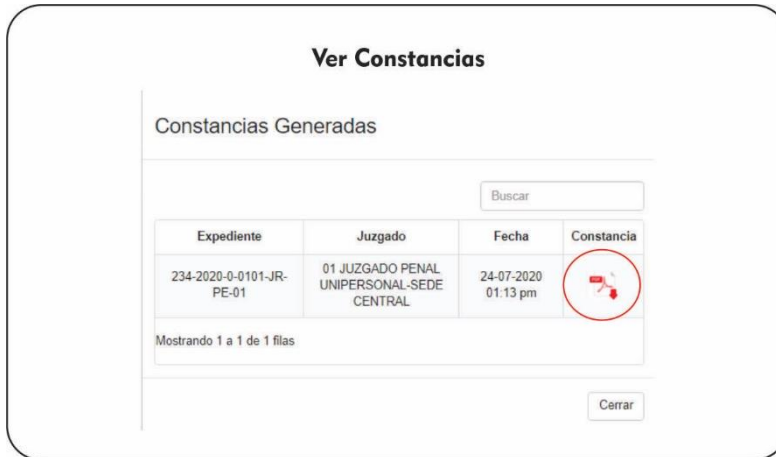 Ver Constancias
Constancias Generadas
Buscar
Expediente Juzgado Fecha Constancia
234-2020-0-0101-JR-
PE-01
01 JUZGADO PENAL
UNIPERSONAL-SEDE
CENTRAL
24-07-2020
01:13 pm
PDF
Mostrando 1 a 1 de 1 filas
Cerrar